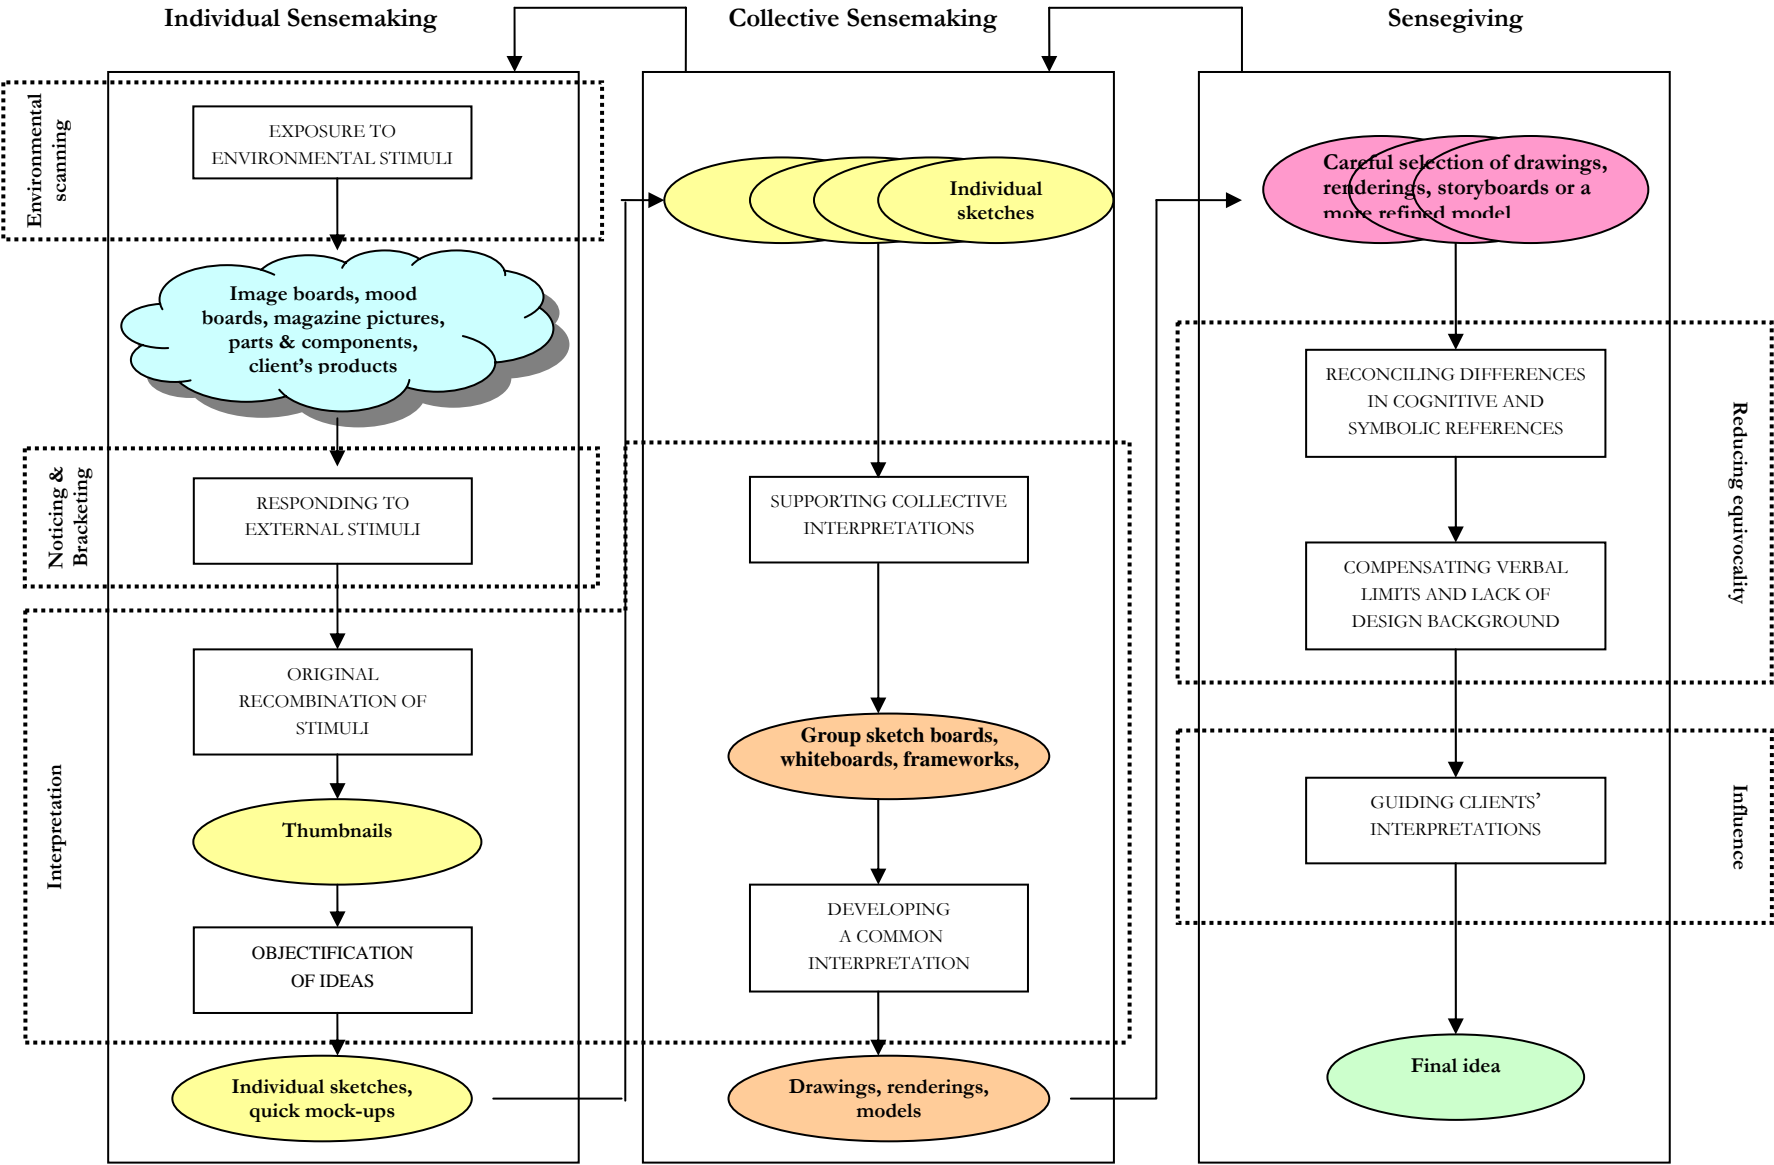 Individual Sensemaking
Collective Sensemaking
Sensegiving
Environmental
scanning
EXPOSURE TO
ENVIRONMENTAL STIMULI
Image boards, mood
boards, magazine pictures,
parts & components,
client’s products
Noticing &
Bracketing
RESPONDING TO
EXTERNAL STIMULI
Interpretation
ORIGINAL
RECOMBINATION OF
STIMULI
Thumbnails
OBJECTIFICATION
OF IDEAS
Individual sketches,
quick mock-ups
Individual
sketches
SUPPORTING COLLECTIVE
INTERPRETATIONS
Group sketch boards,
whiteboards, frameworks,
DEVELOPING
A COMMON
INTERPRETATION
Drawings, renderings,
models
Careful selection of drawings,
renderings, storyboards or a
more refined model
RECONCILING DIFFERENCES
IN COGNITIVE AND
SYMBOLIC REFERENCES
COMPENSATING VERBAL
LIMITS AND LACK OF
DESIGN BACKGROUND
Reducing equivocality
GUIDING CLIENTS’
INTERPRETATIONS
Influence
Final idea